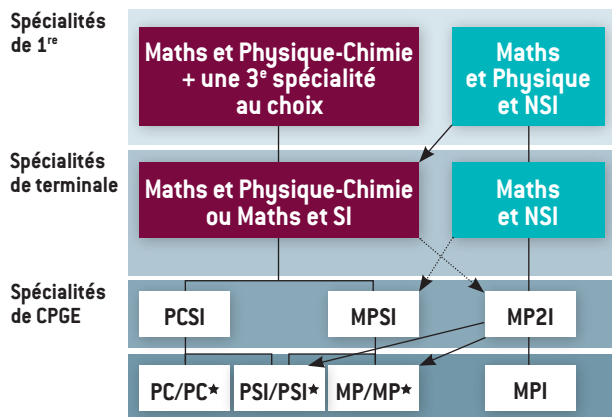 Spécialités
de 1re
Maths et Physique-Chimie
+ une 3e spécialité
au choix
Maths
et Physique
et NSI
Spécialités
de terminale
Maths et Physique-Chimie
ou Maths et SI
Maths
et NSI
Spécialités
de CPGE
PCSI
MPSI
MP2I
PC/PC★
PSI/PSI★
MP/MP★
MPI